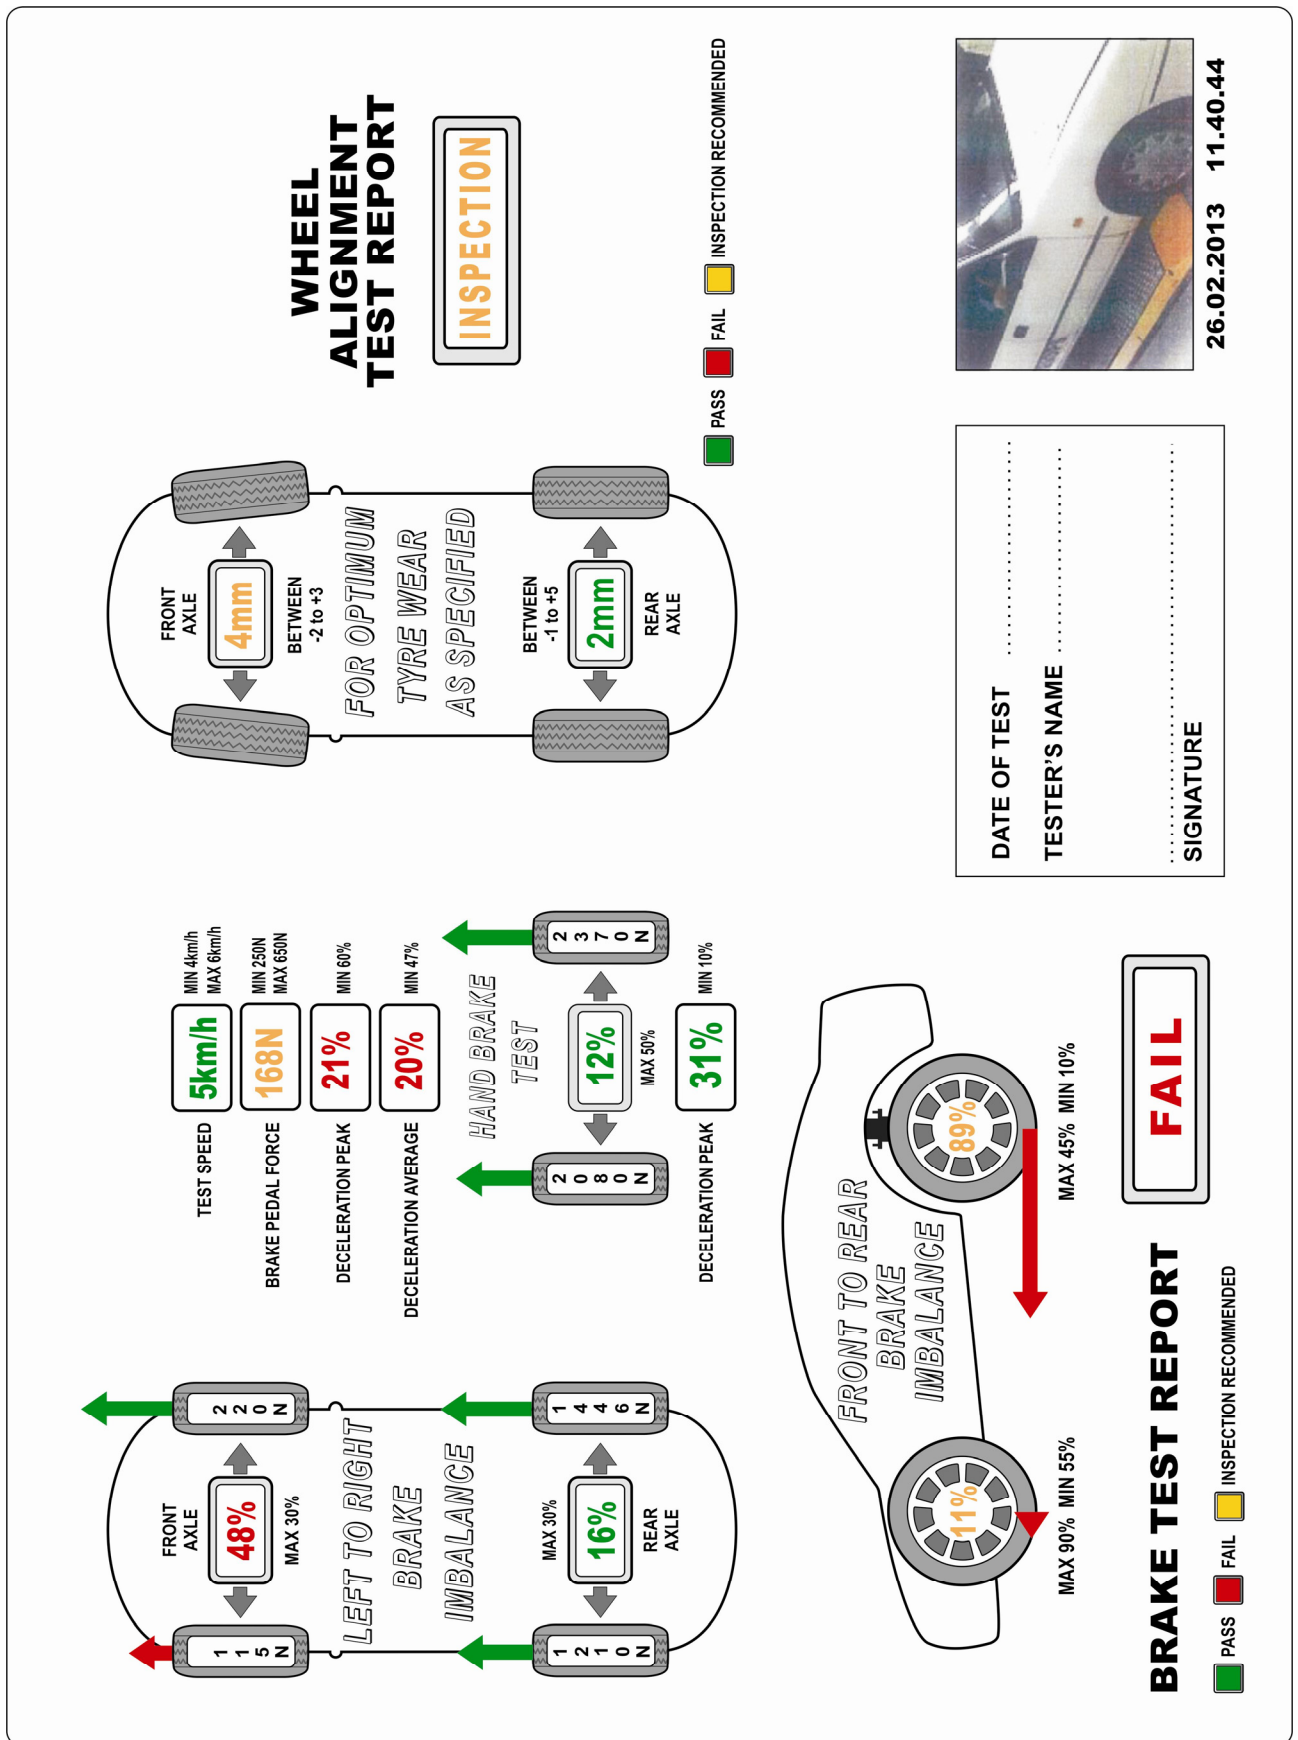 FRONT
AXLE
48%
MAX 30%
115N
220N
LEFT TO RIGHT
BRAKE
IMBALANCE
MAX 30%
16%
REAR
AXLE
1210N
1446N
TEST SPEED
5km/h
MIN 4km/h
MAX 6km/h
BRAKE PEDAL FORCE
168N
MIN 250N
MAX 650N
DECELERATION PEAK
21%
MIN 60%
DECELERATION AVERAGE
20%
MIN 47%
HAND BRAKE
TEST
2080N
12%
2370N
MAX 50%
DECELERATION PEAK
31%
MIN 10%
FRONT
AXLE
4mm
BETWEEN
-2 to +3
FOR OPTIMUM
TYRE WEAR
AS SPECIFIED
BETWEEN
-1 to +5
2mm
REAR
AXLE
WHEEL
ALIGNMENT
TEST REPORT
INSPECTION
PASS FAIL INSPECTION RECOMMENDED
FRONT TO REAR
BRAKE
IMBALANCE
11%
89%
MAX 90% MIN 55%
MAX 45% MIN 10%
BRAKE TEST REPORT
FAIL
PASS FAIL INSPECTION RECOMMENDED
DATE OF TEST
TESTER'S NAME
SIGNATURE
26.02.2013 11.40.44